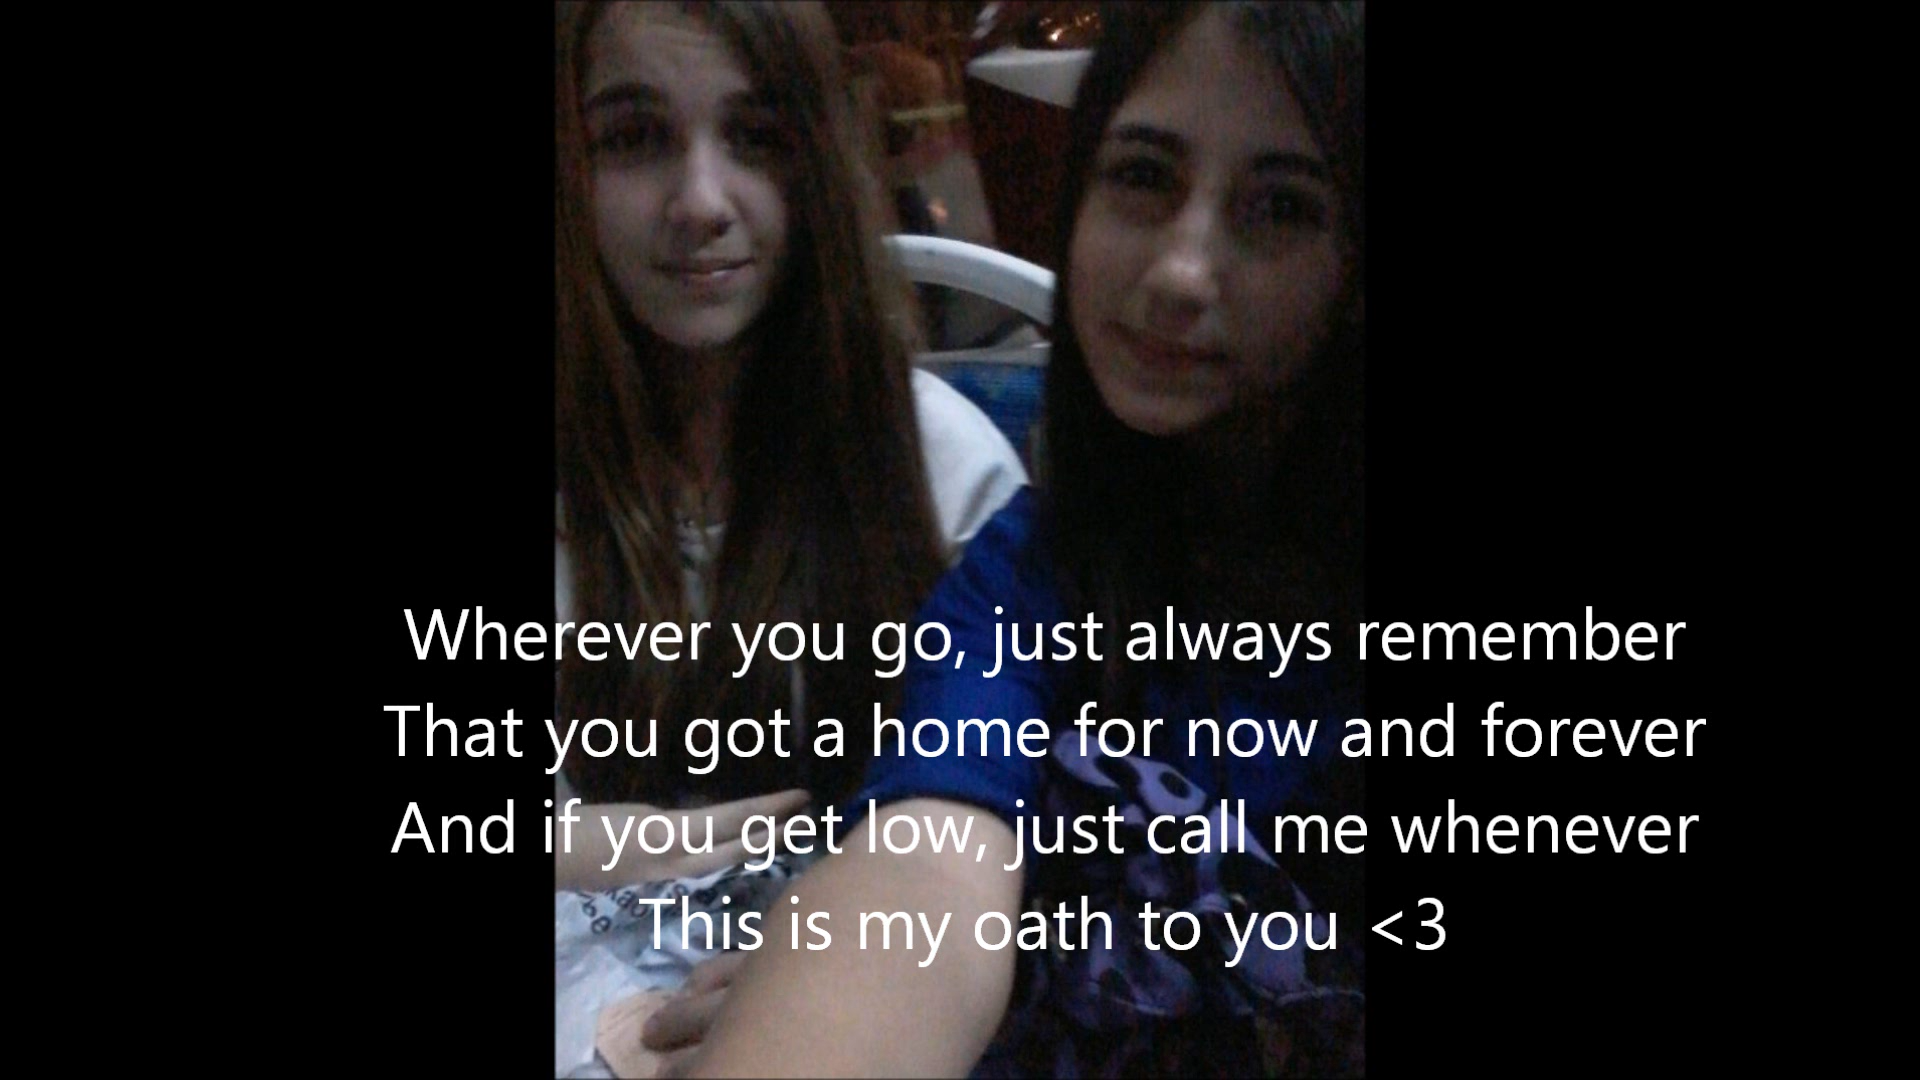 Wherever you go, just always remember
That you got a home for now and forever
And if you get low, just call me whenever
This is my oath to you <3